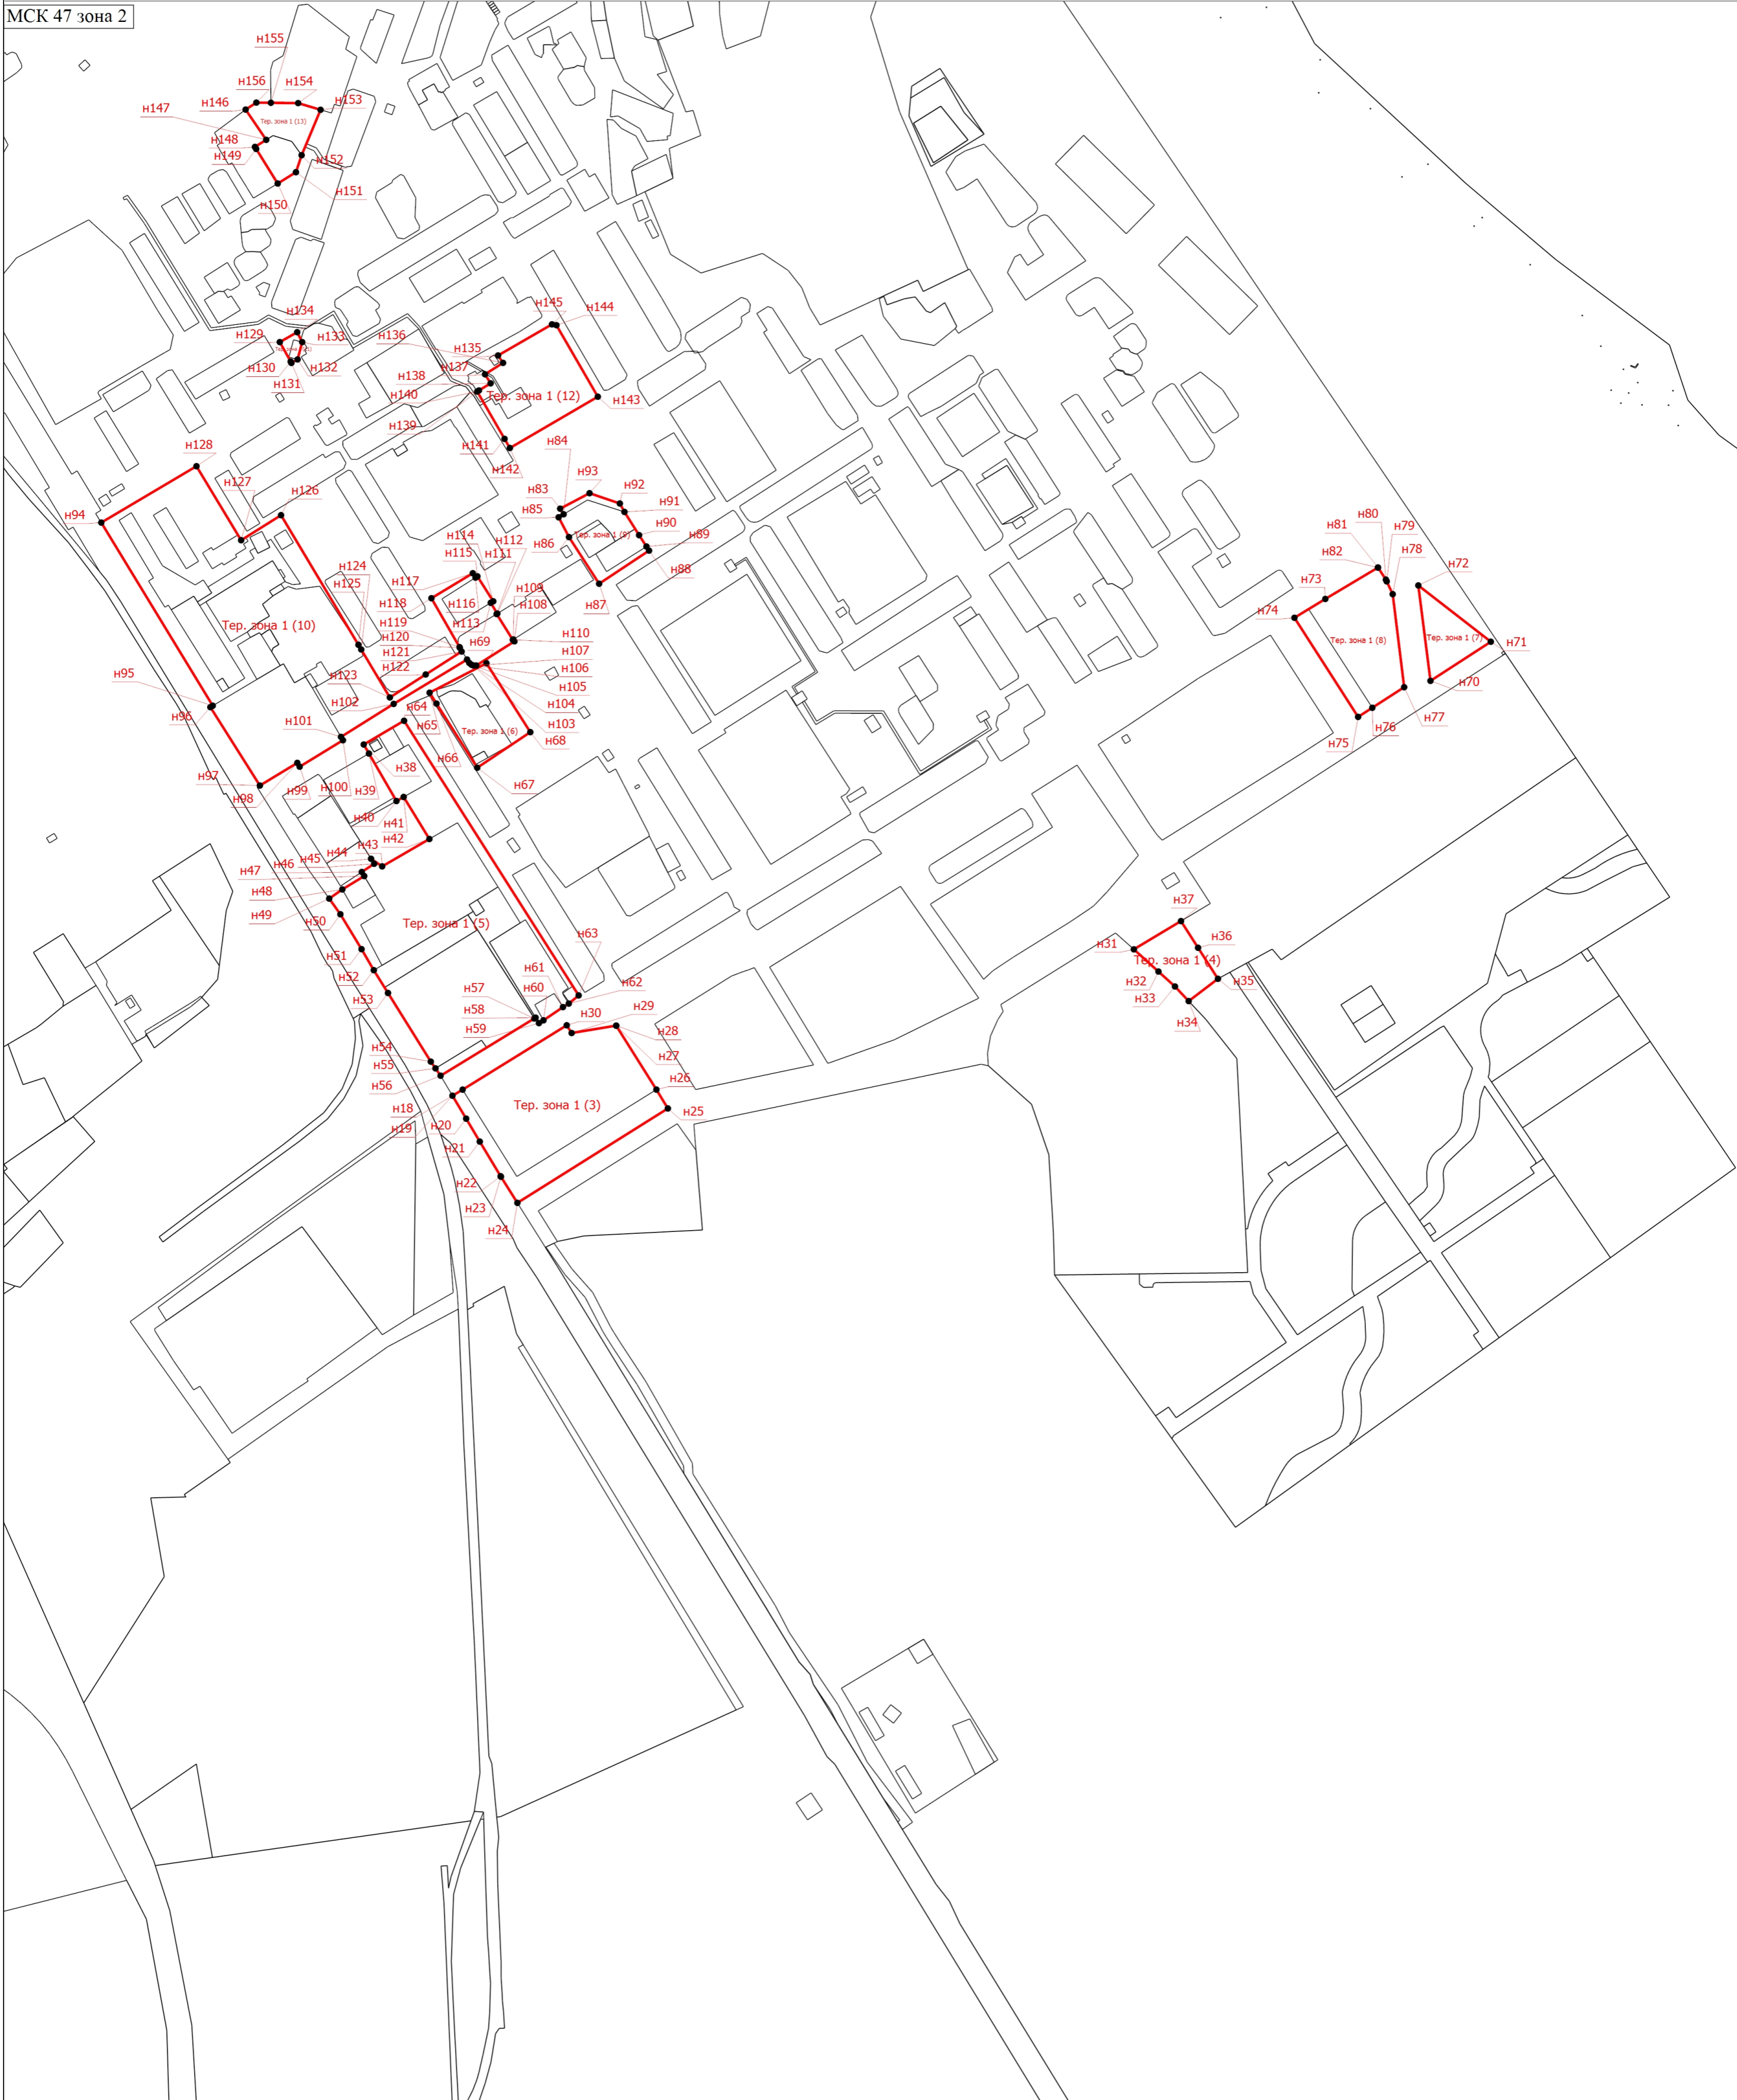 МСК 47 зона 2
н155
н156
н154
н146
н153
н147
Тер. зона 1 (13)
н148
н149
н152
н151
н150
н134
н145
н144
н129
н133
н136
н135
н130
н132
н131
н137
н138
н140
Тер. зона 1 (12)
н143
н139
н141
н84
н142
н128
н93
н127
н126
н83
н92
н94
н85
н91
н90
н80
н81
н79
н114
н112
н86
н89
н78
н115
н111
н82
н124
н88
н72
н117
н125
н109
н73
н118
н116
н108
н87
н74
Тер. зона 1 (10)
н119
н113
н110
н120
н69
н107
Тер. зона 1 (8)
Тер. зона 1 (7)
н71
н121
н106
н122
н105
н95
н123
н70
н102
н64
н104
н77
н96
н101
н65
н103
н76
Тер. зона 1 (6)
н68
н75
н66
н97
н38
н67
н98
н99
н100
н39
н40
н41
н42
н43
н44
н45
н46
н47
н48
н49
н37
н50
Тер. зона 1 (5)
н63
н31
н36
н51
Тер. зона 1 (4)
н61
н52
н32
н35
н57
н60
н62
н53
н33
н58
н30
н29
н34
н59
н28
н54
н27
н55
н56
н26
н18
Тер. зона 1 (3)
н25
н19
н20
н21
н22
н23
н24